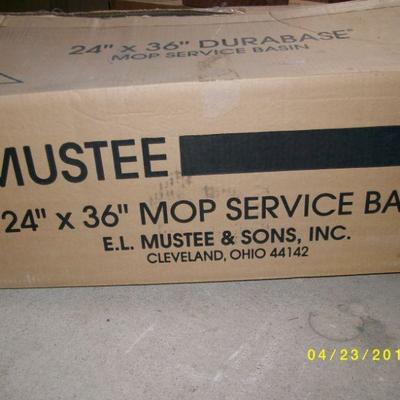 24" x 36" DURABASE®
MOP SERVICE BASIN
MUSTEE
24" x 36" MOP SERVICE BA
E.L. MUSTEE & SONS, INC.
CLEVELAND, OHIO 44142
04/23/201